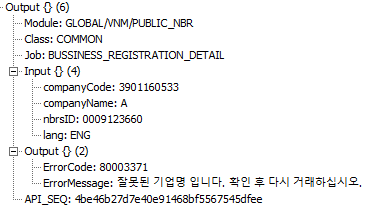 Output {} (6)
Module: GLOBAL/VNM/PUBLIC_NBR
Class: COMMON
Job: BUSSINESS_REGISTRATION_DETAIL
Input {} (4)
companyCode: 3901160533
companyName: A
nbrsID: 0009123660
lang: ENG
Output {} (2)
ErrorCode: 80003371
ErrorMessage: 잘못된 기업명 입니다. 확인 후 다시 거래하십시오.
API_SEQ: 4be46b27d7e40e91468bf5567545dfee